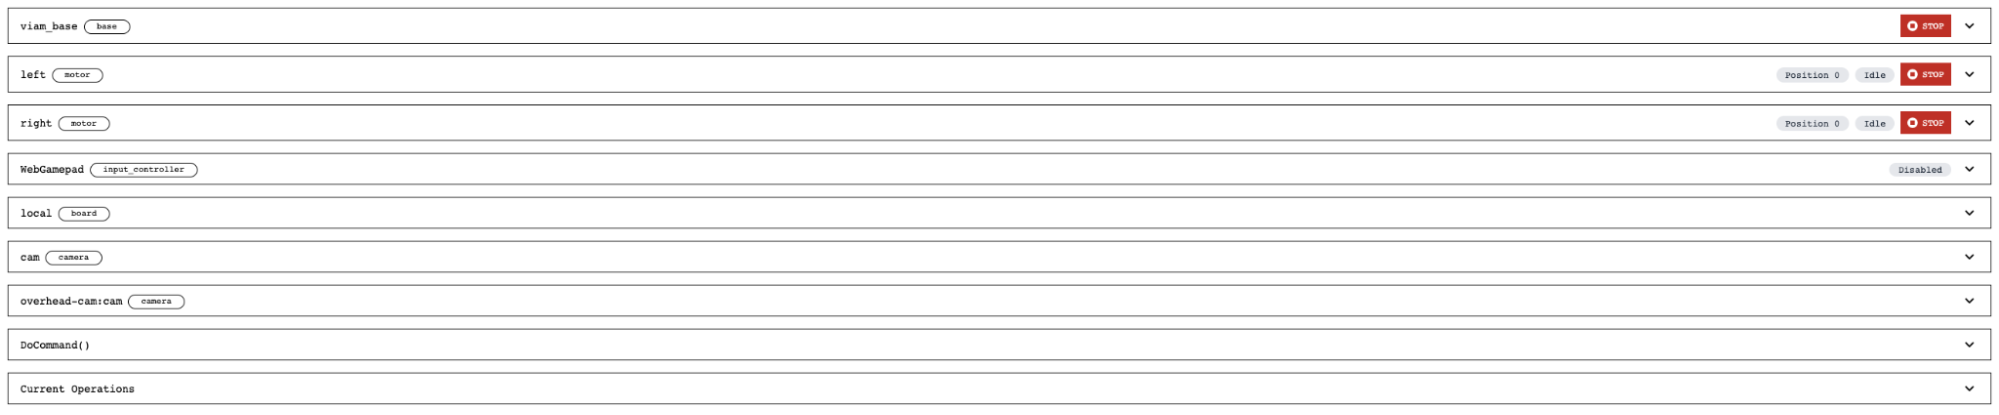 viam_base base STOP
left motor Position 0 Idle STOP
right motor Position 0 Idle STOP
WebGamepad input_controller Disabled
local board
cam camera
overhead-cam:cam camera
DoCommand()
Current Operations